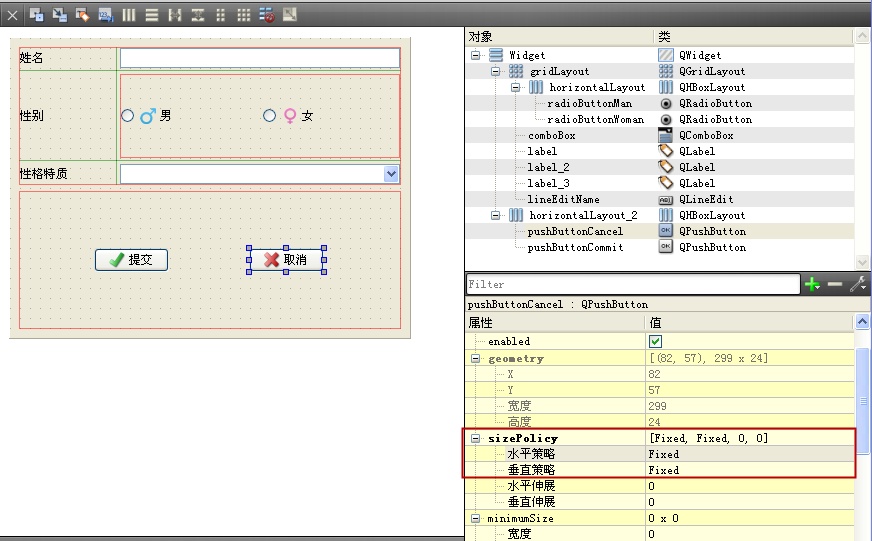 姓名
性别
男
女
性格特质
提交
取消
对象 类
Widget QWidget
gridLayout QGridLayout
horizontalLayout QHBoxLayout
radioButtonMan QRadioButton
radioButtonWoman QRadioButton
comboBox QComboBox
label QLabel
label_2 QLabel
label_3 QLabel
lineEditName QLineEdit
horizontalLayout_2 QHBoxLayout
pushButtonCancel QPushButton
pushButtonCommit QPushButton
Filter
pushButtonCancel : QPushButton
属性 值
enabled
geometry [(82, 57), 299 x 24]
X 82
Y 57
宽度 299
高度 24
sizePolicy [Fixed, Fixed, 0, 0]
水平策略 Fixed
垂直策略 Fixed
水平伸展 0
垂直伸展 0
minimumSize 0 x 0
宽度 0